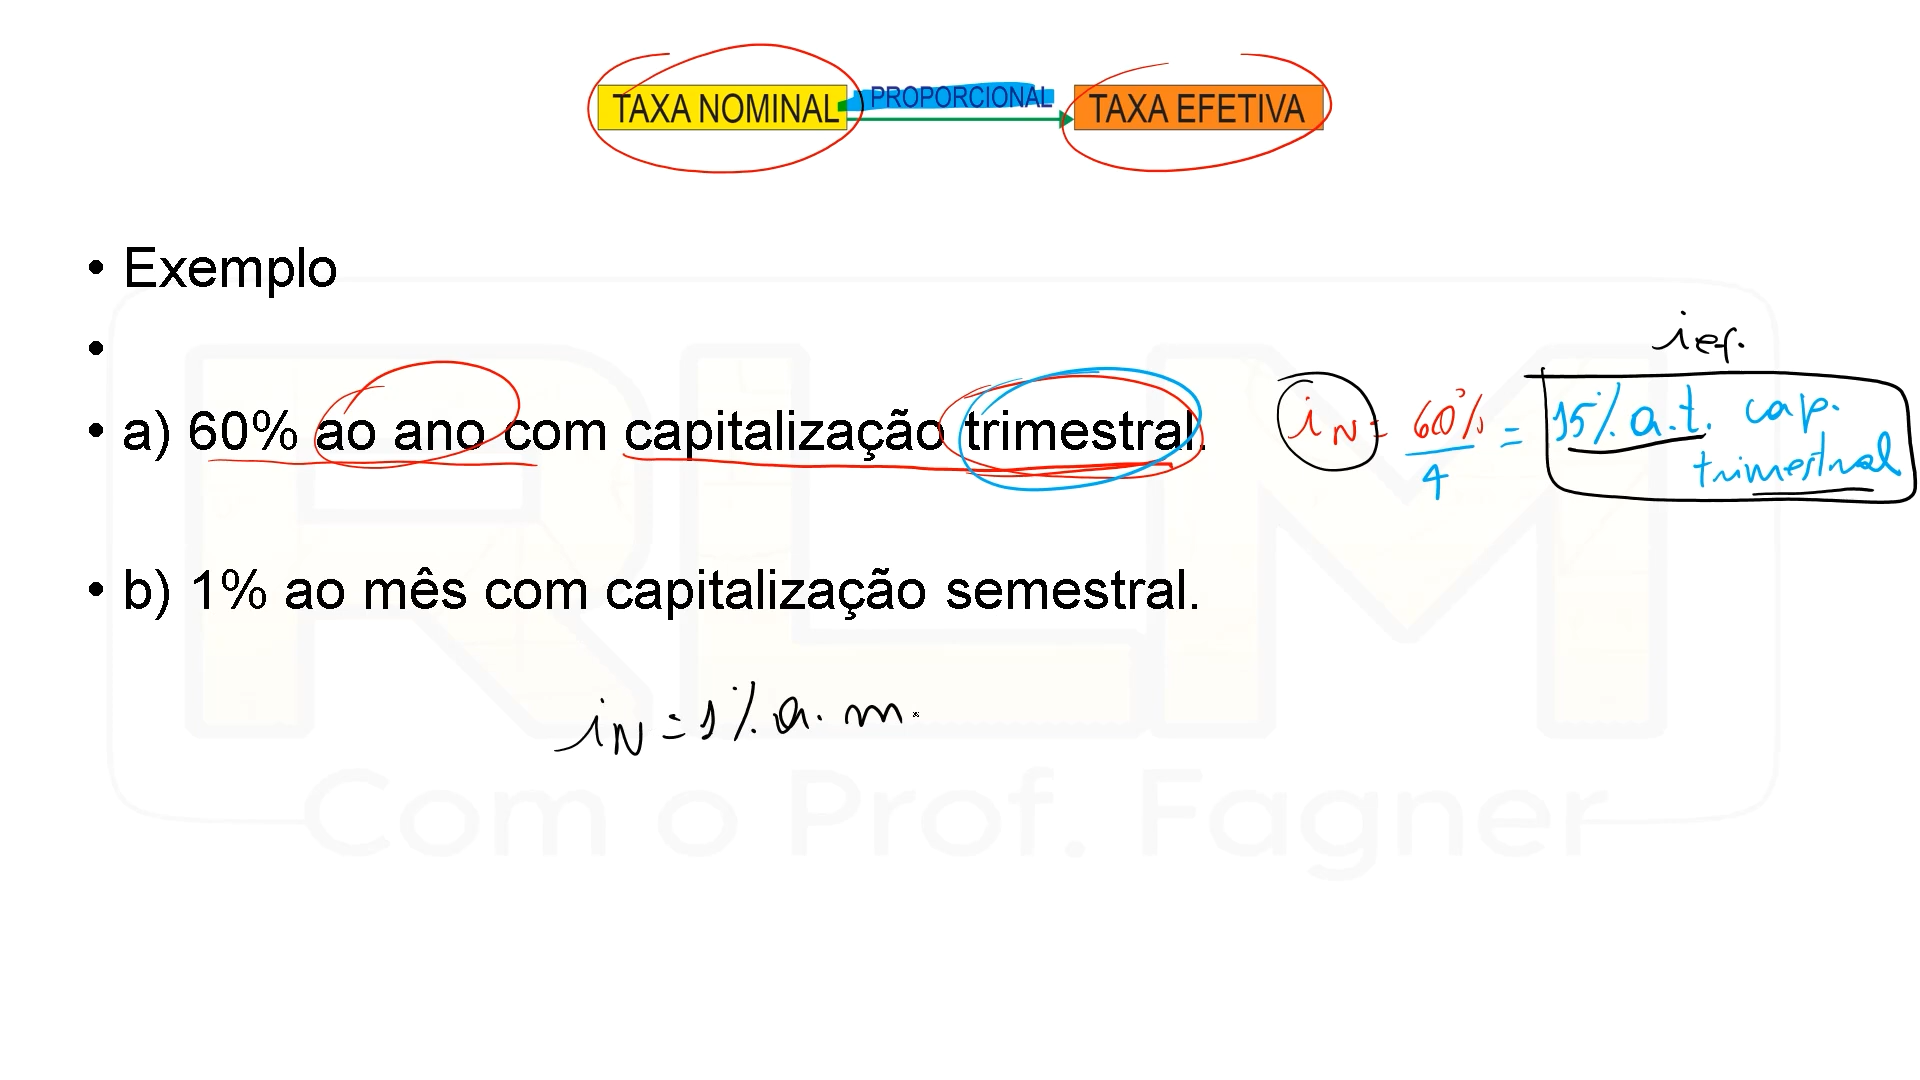 TAXA NOMINAL PROPORCIONAL TAXA EFETIVA
• Exemplo
•
ief.
• a) 60% ao ano com capitalização trimestral. iN = 60% = 15% a.t. cap.
4 trimestral
• b) 1% ao mês com capitalização semestral.
iN = 1% a.m.
RLM
Com o Prof. Fagner